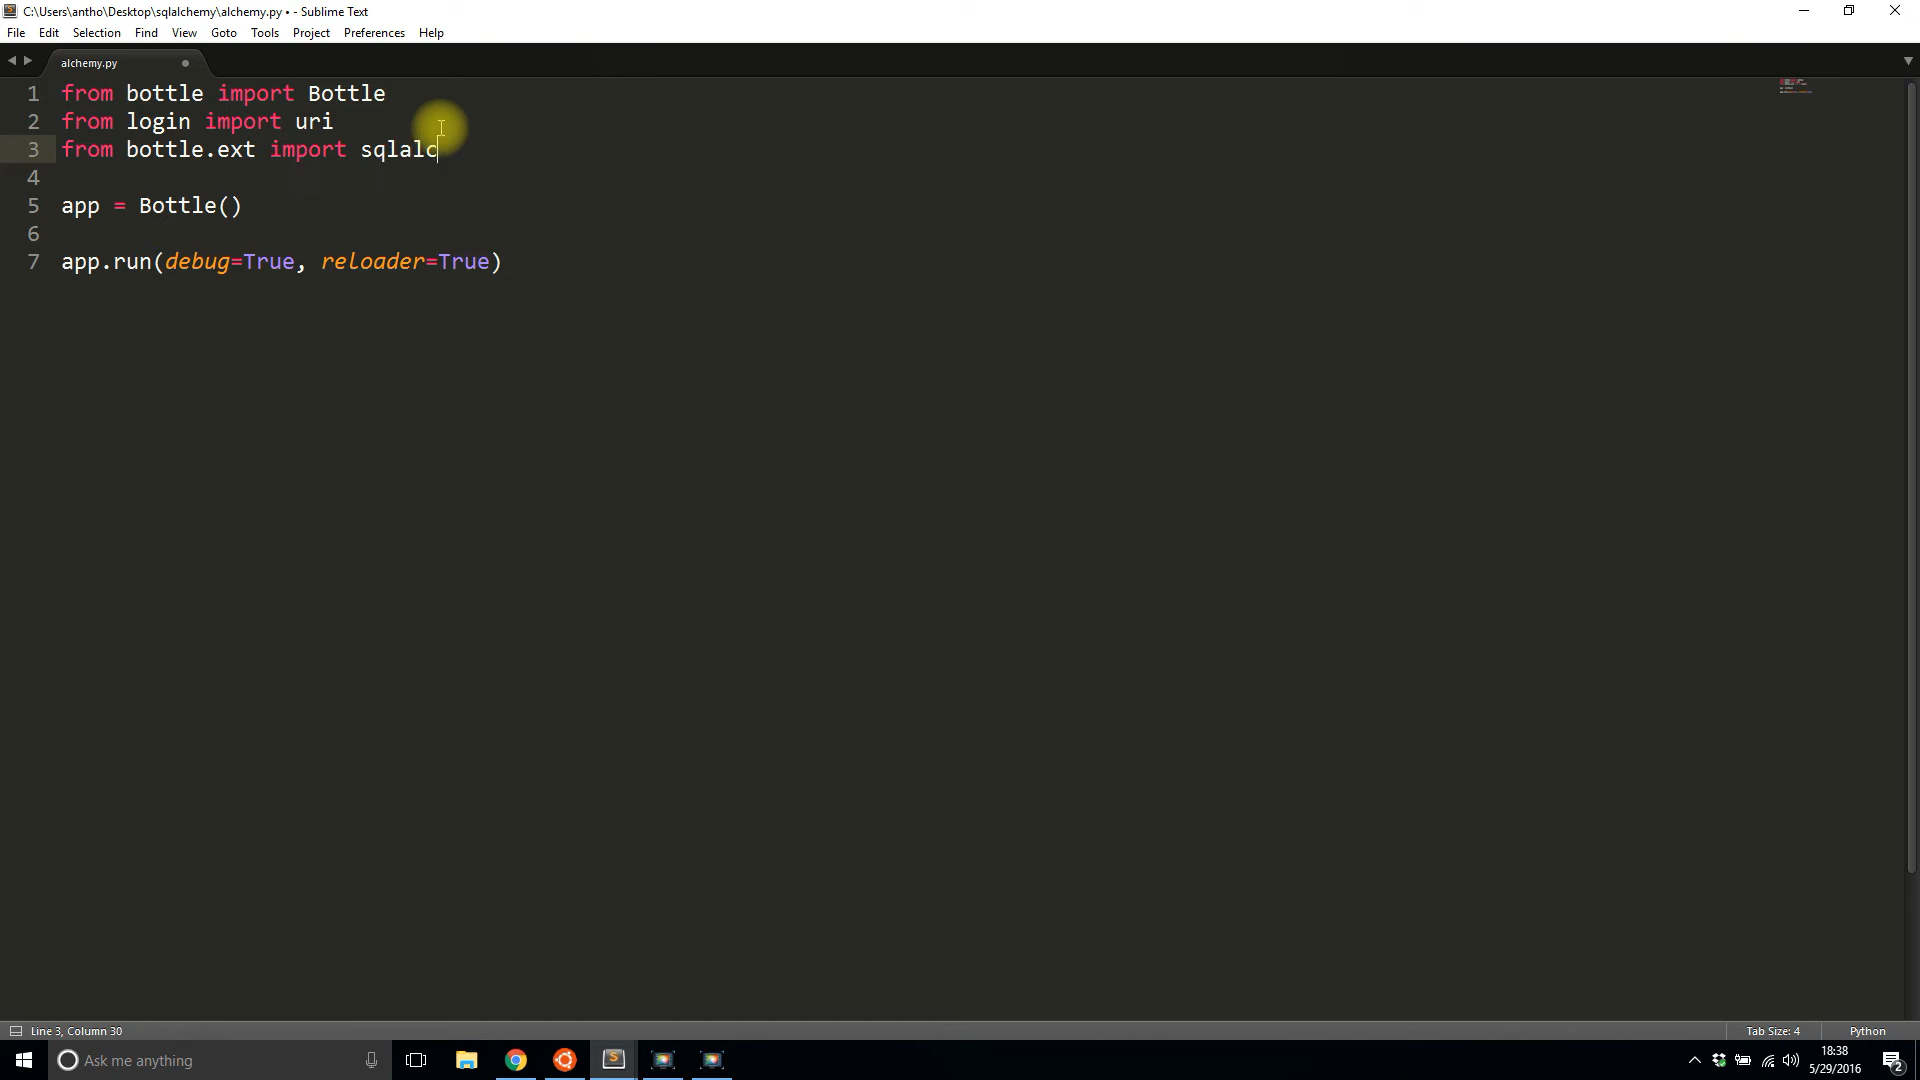 C:\Users\antho\Desktop\sqlalchemy\alchemy.py • - Sublime Text
File Edit Selection Find View Goto Tools Project Preferences Help
alchemy.py
1 from bottle import Bottle
2 from login import uri
3 from bottle.ext import sqlalc
4
5 app = Bottle()
6
7 app.run(debug=True, reloader=True)
Line 3, Column 30 Tab Size: 4 Python
Ask me anything
18:38
5/29/2016
2